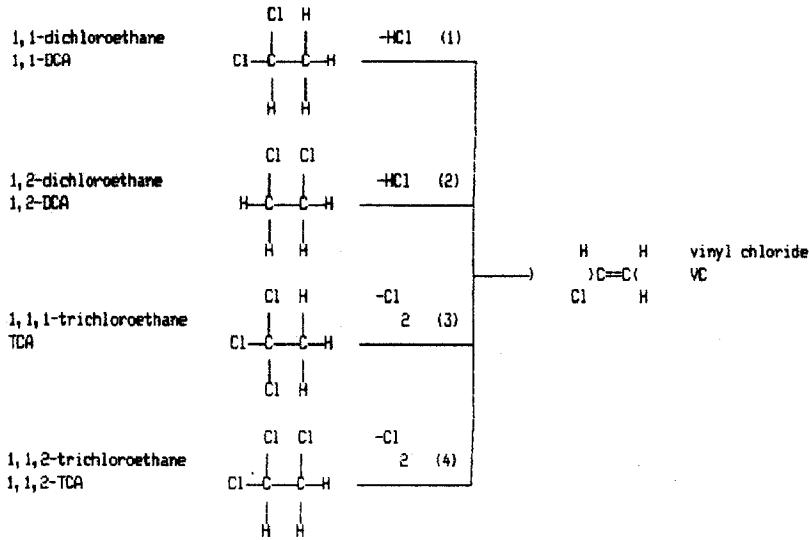 Cl H
1,1-dichloroethane -HCl (1)
1,1-DCA Cl—C—C—H
H H
Cl Cl
1,2-dichloroethane -HCl (2)
1,2-DCA H—C—C—H
H H
H H vinyl chloride
)C=C( VC
Cl H
Cl H -Cl
1,1,1-trichloroethane 2 (3)
TCA Cl—C—C—H
Cl H
Cl Cl -Cl
1,1,2-trichloroethane 2 (4)
1,1,2-TCA Cl—C—C—H
H H